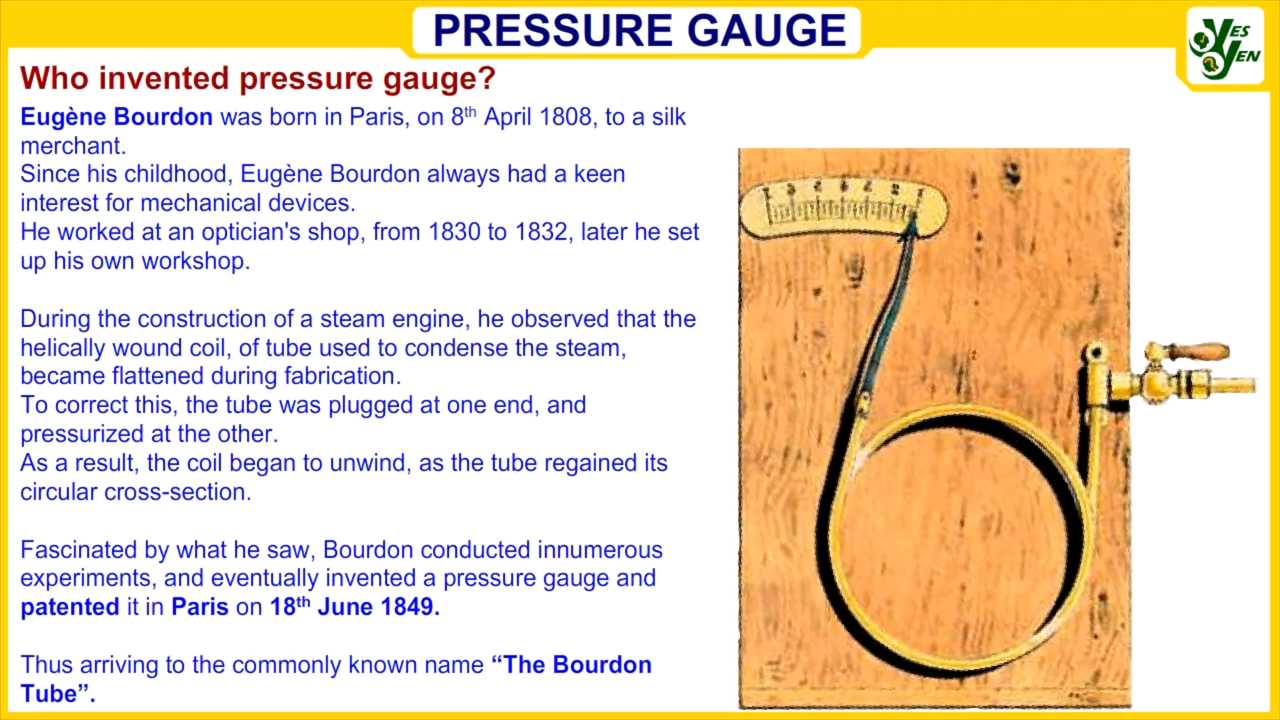 PRESSURE GAUGE
YES
YEN
Who invented pressure gauge?
Eugène Bourdon was born in Paris, on 8th April 1808, to a silk
merchant.
Since his childhood, Eugène Bourdon always had a keen
interest for mechanical devices.
He worked at an optician's shop, from 1830 to 1832, later he set
up his own workshop.
During the construction of a steam engine, he observed that the
helically wound coil, of tube used to condense the steam,
became flattened during fabrication.
To correct this, the tube was plugged at one end, and
pressurized at the other.
As a result, the coil began to unwind, as the tube regained its
circular cross-section.
Fascinated by what he saw, Bourdon conducted innumerous
experiments, and eventually invented a pressure gauge and
patented it in Paris on 18th June 1849.
Thus arriving to the commonly known name “The Bourdon
Tube”.